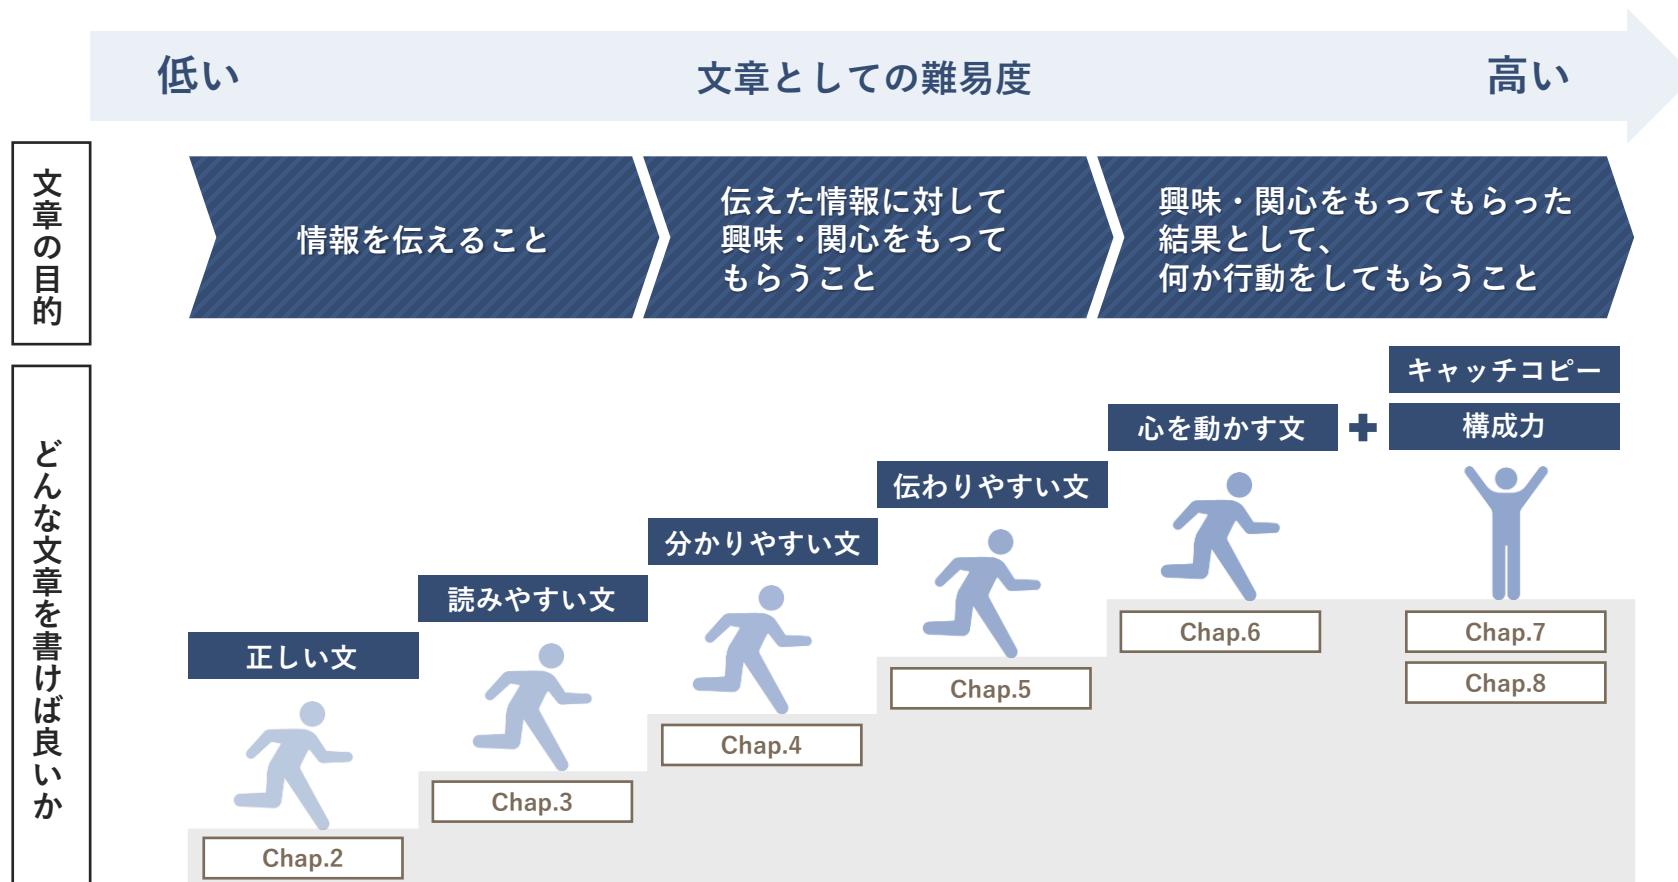 低い
文章としての難易度
高い
文章の目的
情報を伝えること
伝えた情報に対して
興味・関心をもって
もらうこと
興味・関心をもってもらった
結果として、
何か行動をしてもらうこと
どんな文章を書けば良いか
正しい文
Chap.2
読みやすい文
Chap.3
分かりやすい文
Chap.4
伝わりやすい文
Chap.5
心を動かす文
Chap.6
キャッチコピー
構成力
Chap.7
Chap.8